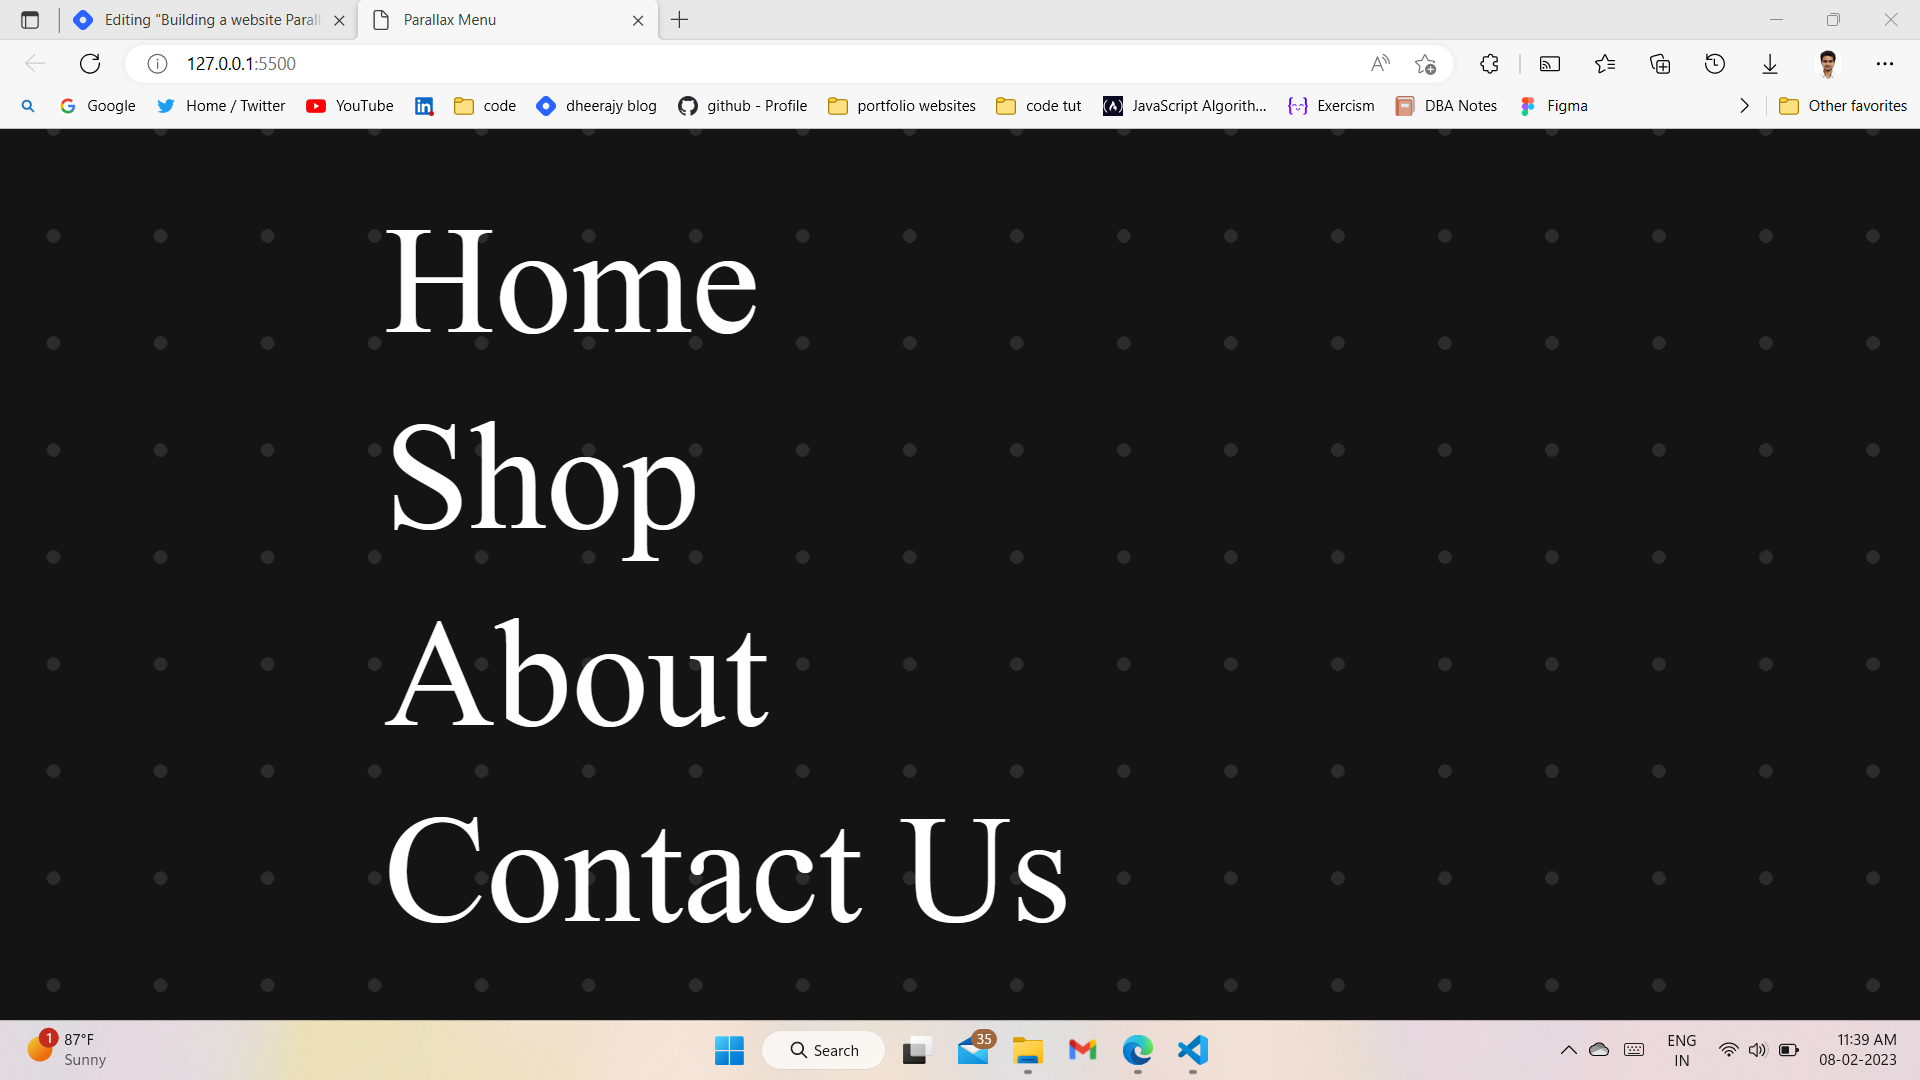 Editing "Building a website Paral
Parallax Menu
127.0.0.1:5500
Google
Home / Twitter
YouTube
code
dheerajy blog
github - Profile
portfolio websites
code tut
JavaScript Algorith...
Exercism
DBA Notes
Figma
Other favorites
Home
Shop
About
Contact Us
1
87°F
Sunny
Search
35
ENG
IN
11:39 AM
08-02-2023